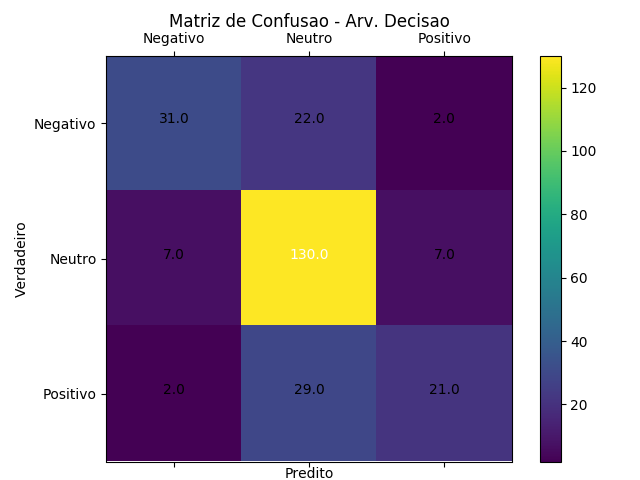 Matriz de Confusao - Arv. Decisao
Negativo Neutro Positivo
Negativo 31.0 22.0 2.0
Neutro 7.0 130.0 7.0
Positivo 2.0 29.0 21.0
Verdadeiro
Predito
120
100
80
60
40
20